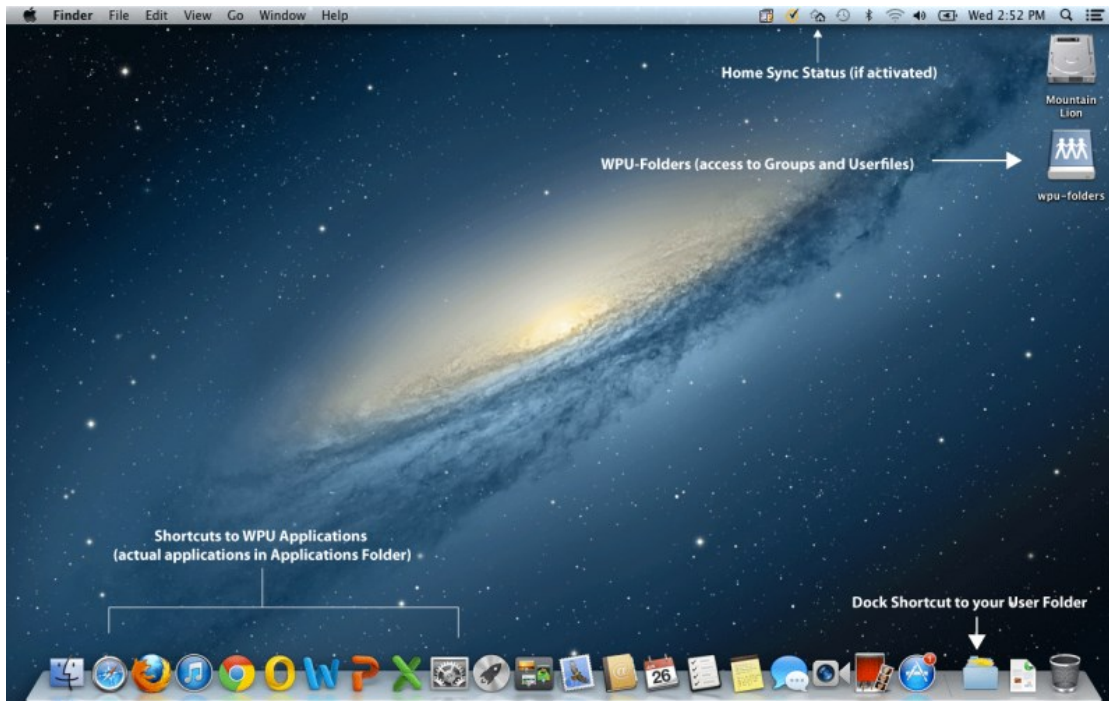 Finder File Edit View Go Window Help Wed 2:52 PM
Home Sync Status (if activated)
Mountain
Lion
WPU-Folders (access to Groups and Userfiles)
wpu-folders
Shortcuts to WPU Applications
(actual applications in Applications Folder)
Dock Shortcut to your User Folder
O W P X
26
1